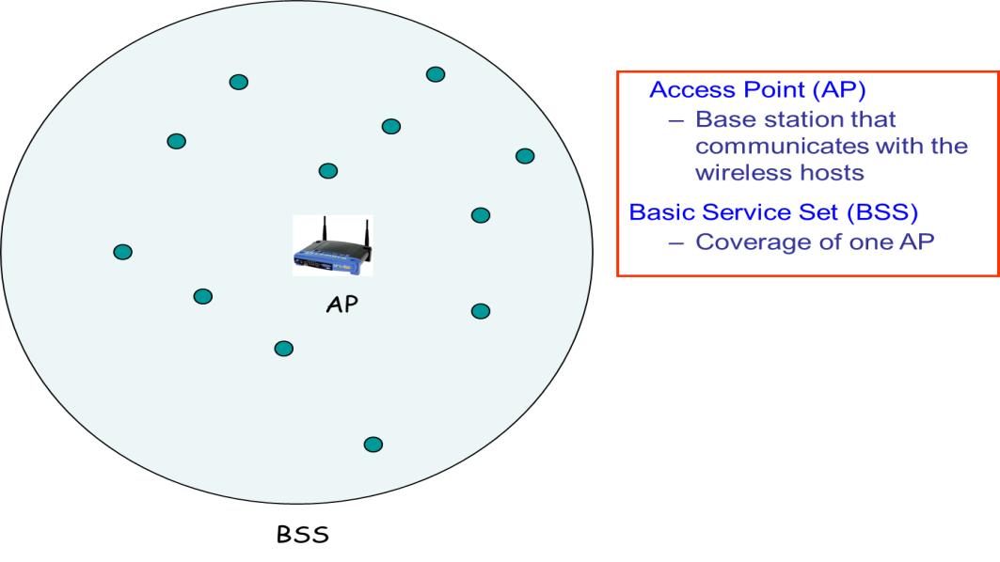 AP
BSS
Access Point (AP)
– Base station that
communicates with the
wireless hosts
Basic Service Set (BSS)
– Coverage of one AP